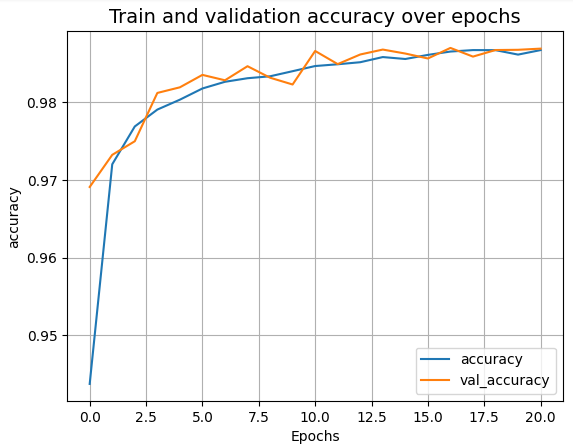 Train and validation accuracy over epochs
accuracy
0.98
0.97
0.96
0.95
0.0 2.5 5.0 7.5 10.0 12.5 15.0 17.5 20.0
Epochs
accuracy
val_accuracy